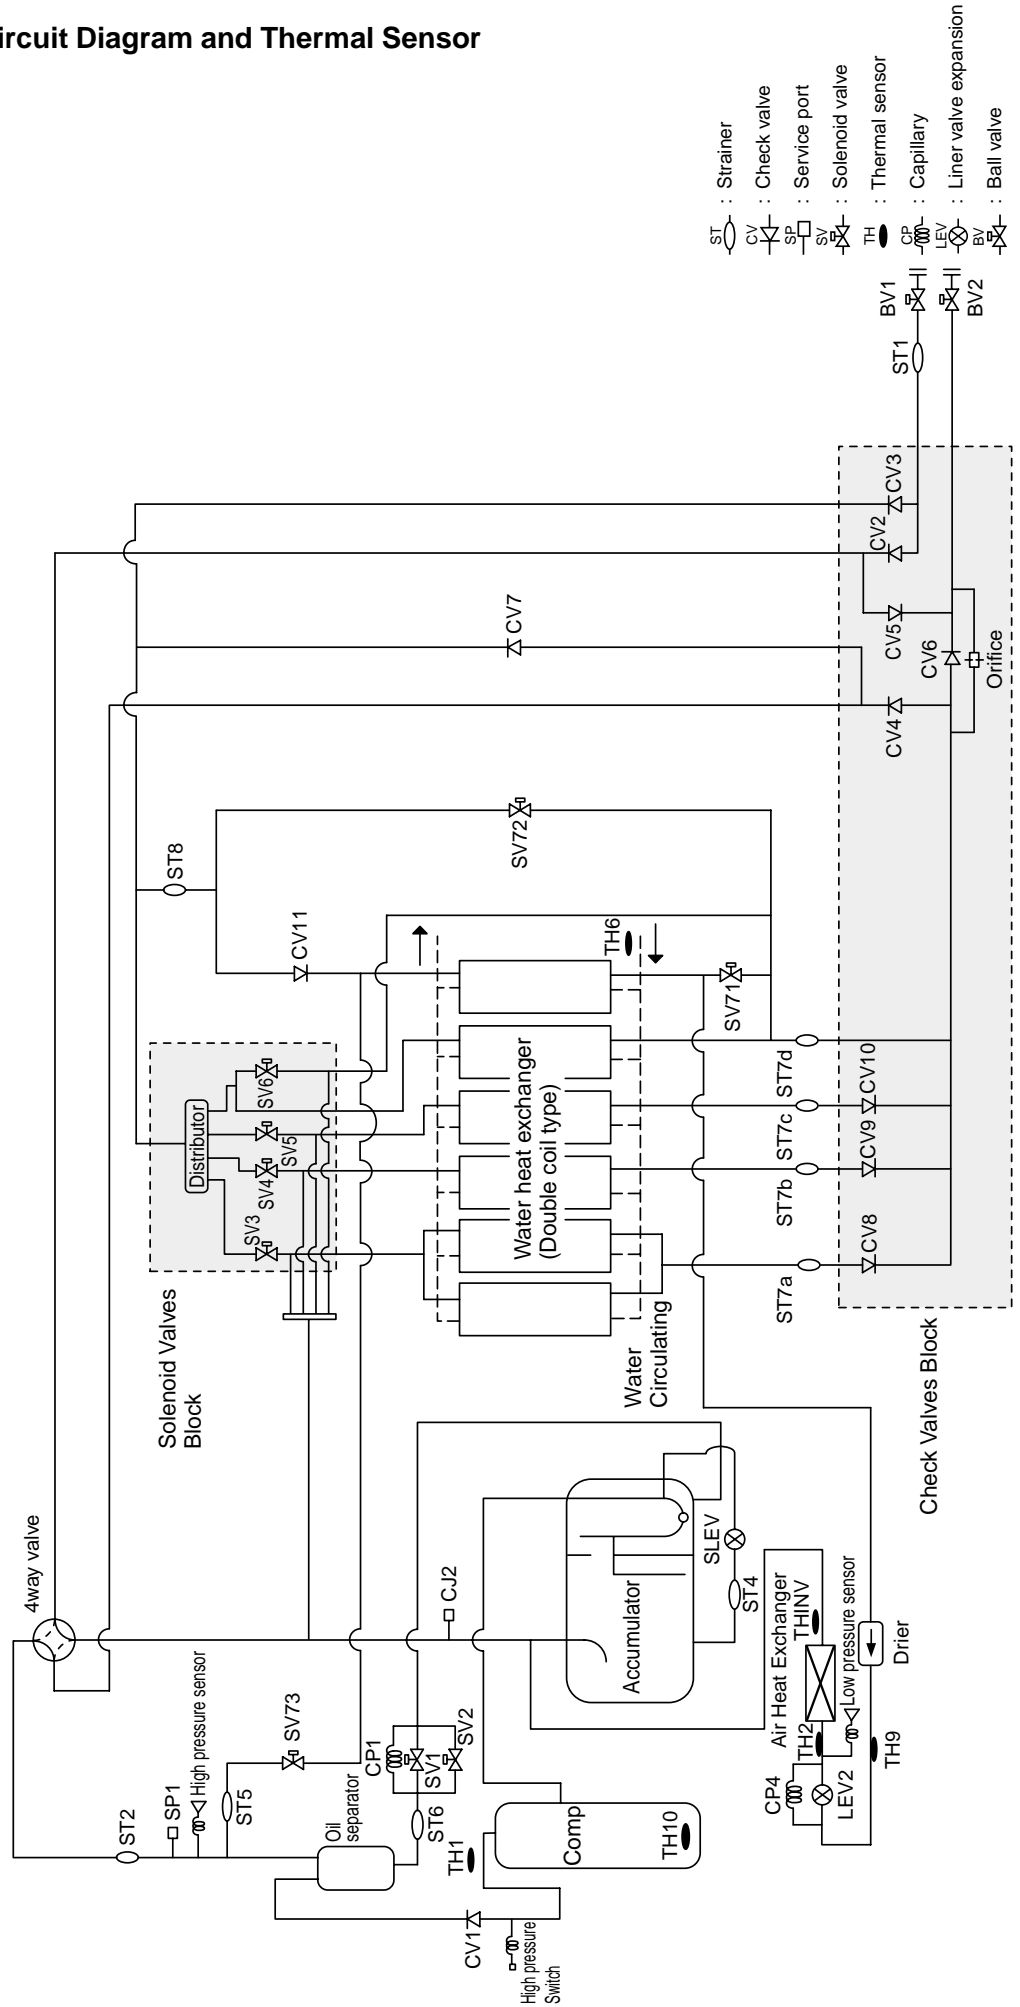 ircuit Diagram and Thermal Sensor
ST : Strainer
CV : Check valve
SP : Service port
SV : Solenoid valve
TH : Thermal sensor
CP : Capillary
LEV : Liner valve expansion
BV : Ball valve
BV1
BV2
ST1
CV3
CV2
CV5
CV6
Orifice
CV4
CV7
SV72
ST8
CV11
TH6
SV71
Distributor
SV6
SV5
SV4
SV3
Solenoid Valves
Block
Water heat exchanger
(Double coil type)
Water
Circulating
ST7d
ST7c
ST7b
ST7a
CV10
CV9
CV8
Check Valves Block
4way valve
CJ2
Accumulator
SLEV
ST4
Air Heat Exchanger
THINV
Low pressure sensor
Drier
TH2
TH9
CP4
LEV2
SV73
High pressure sensor
SP1
ST2
ST5
CP1
SV1
SV2
ST6
Oil
separator
TH1
Comp
TH10
CV1
High pressure
Switch